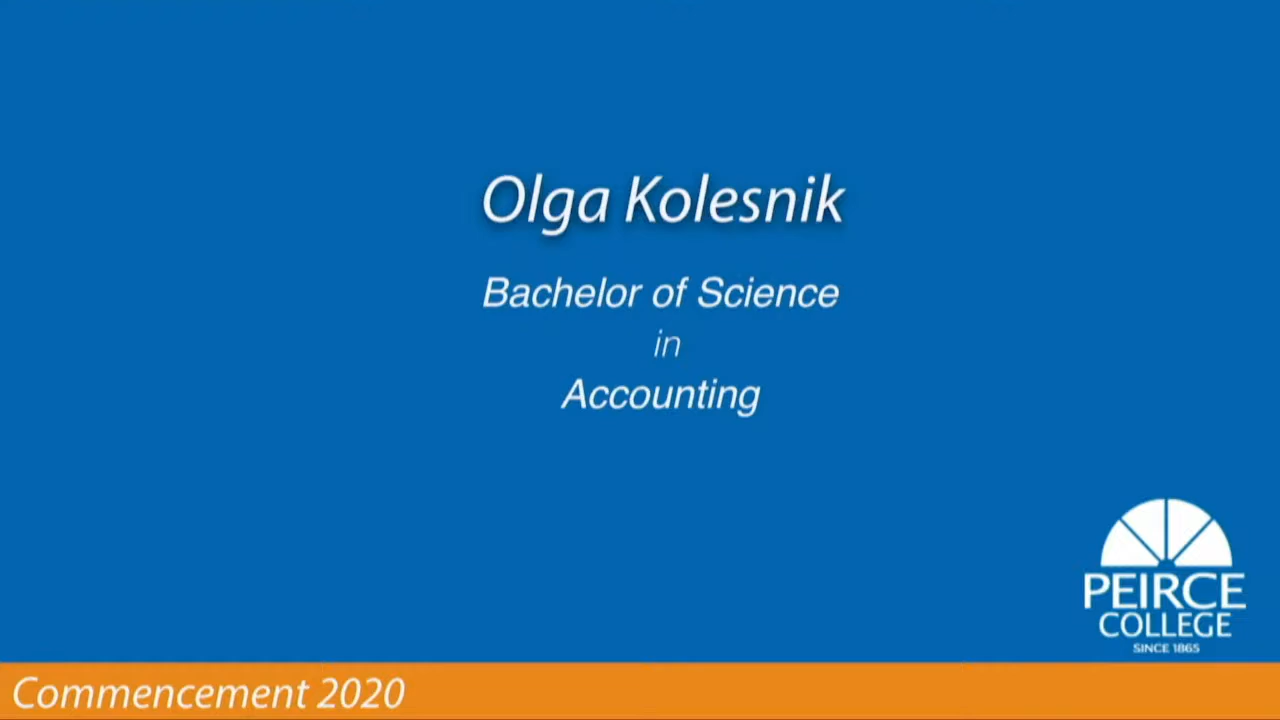 Olga Kolesnik
Bachelor of Science
in
Accounting
PEIRCE
COLLEGE
SINCE 1865
Commencement 2020